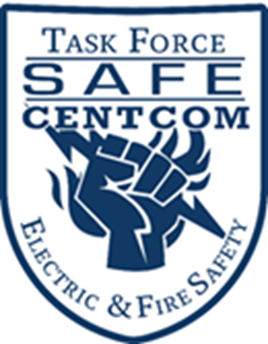 TASK FORCE
SAFE
CENTCOM
ELECTRIC & FIRE SAFETY